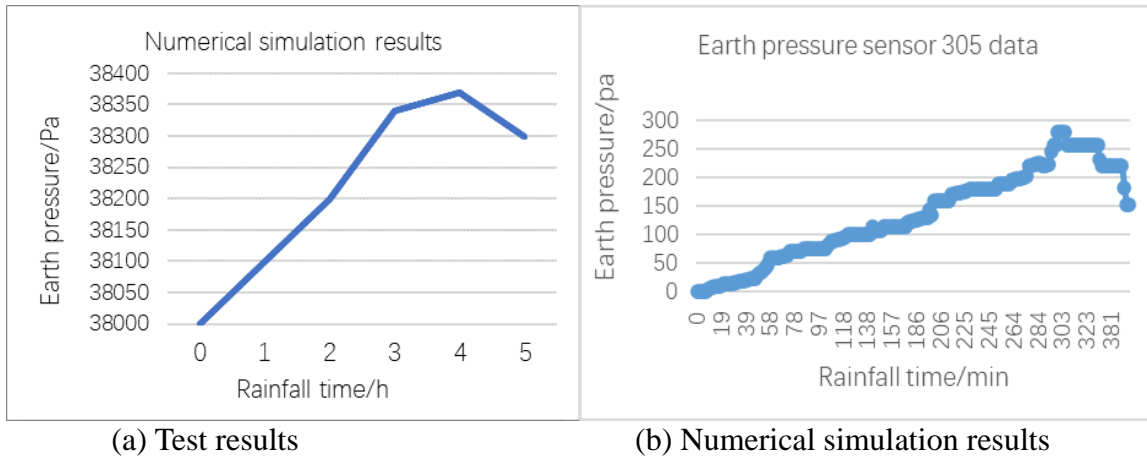 Numerical simulation results
Earth pressure/Pa
38400
38350
38300
38250
38200
38150
38100
38050
38000
0 1 2 3 4 5
Rainfall time/h
Earth pressure sensor 305 data
Earth pressure/pa
300
250
200
150
100
50
0
0 19 39 58 78 97 118 138 157 186 206 225 245 264 284 303 323 381
Rainfall time/min
(a) Test results
(b) Numerical simulation results